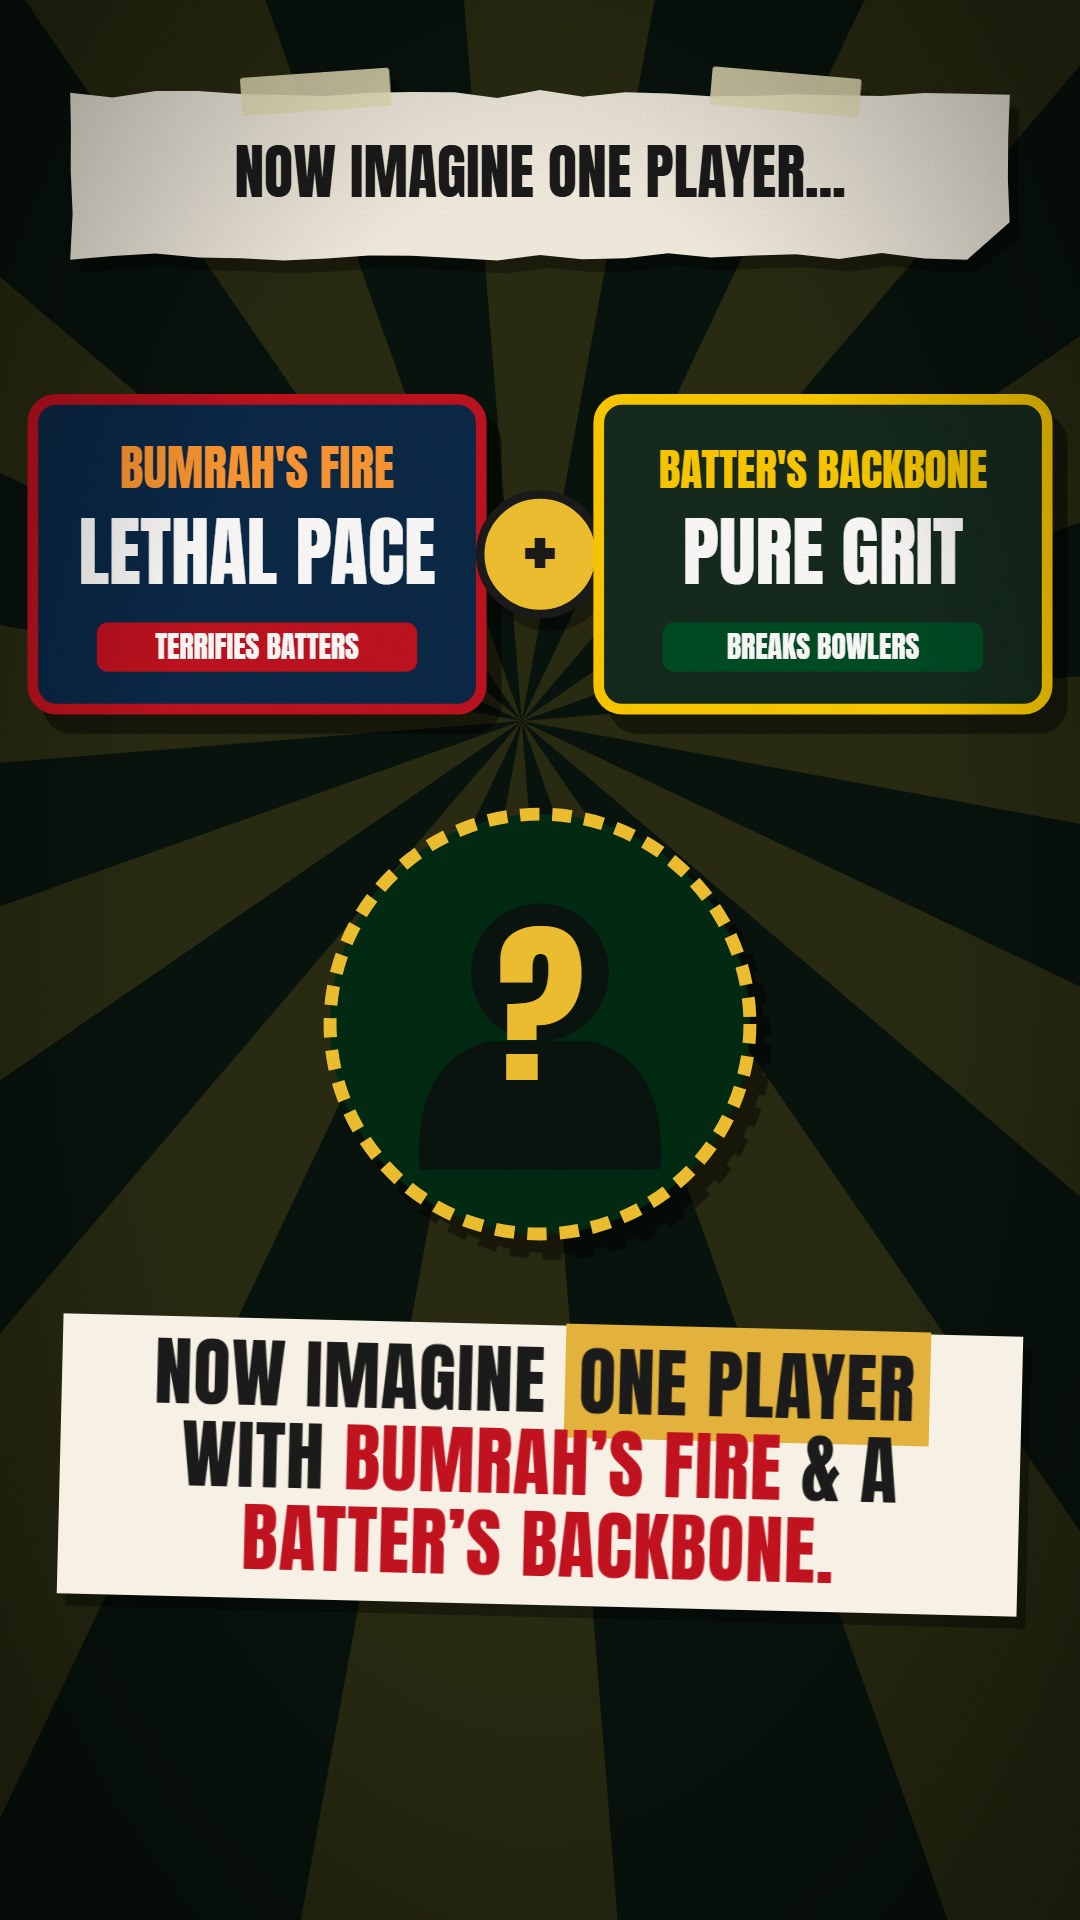 NOW IMAGINE ONE PLAYER...
BUMRAH'S FIRE
LETHAL PACE
TERRIFIES BATTERS
+
BATTER'S BACKBONE
PURE GRIT
BREAKS BOWLERS
?
NOW IMAGINE ONE PLAYER
WITH BUMRAH’S FIRE & A
BATTER’S BACKBONE.